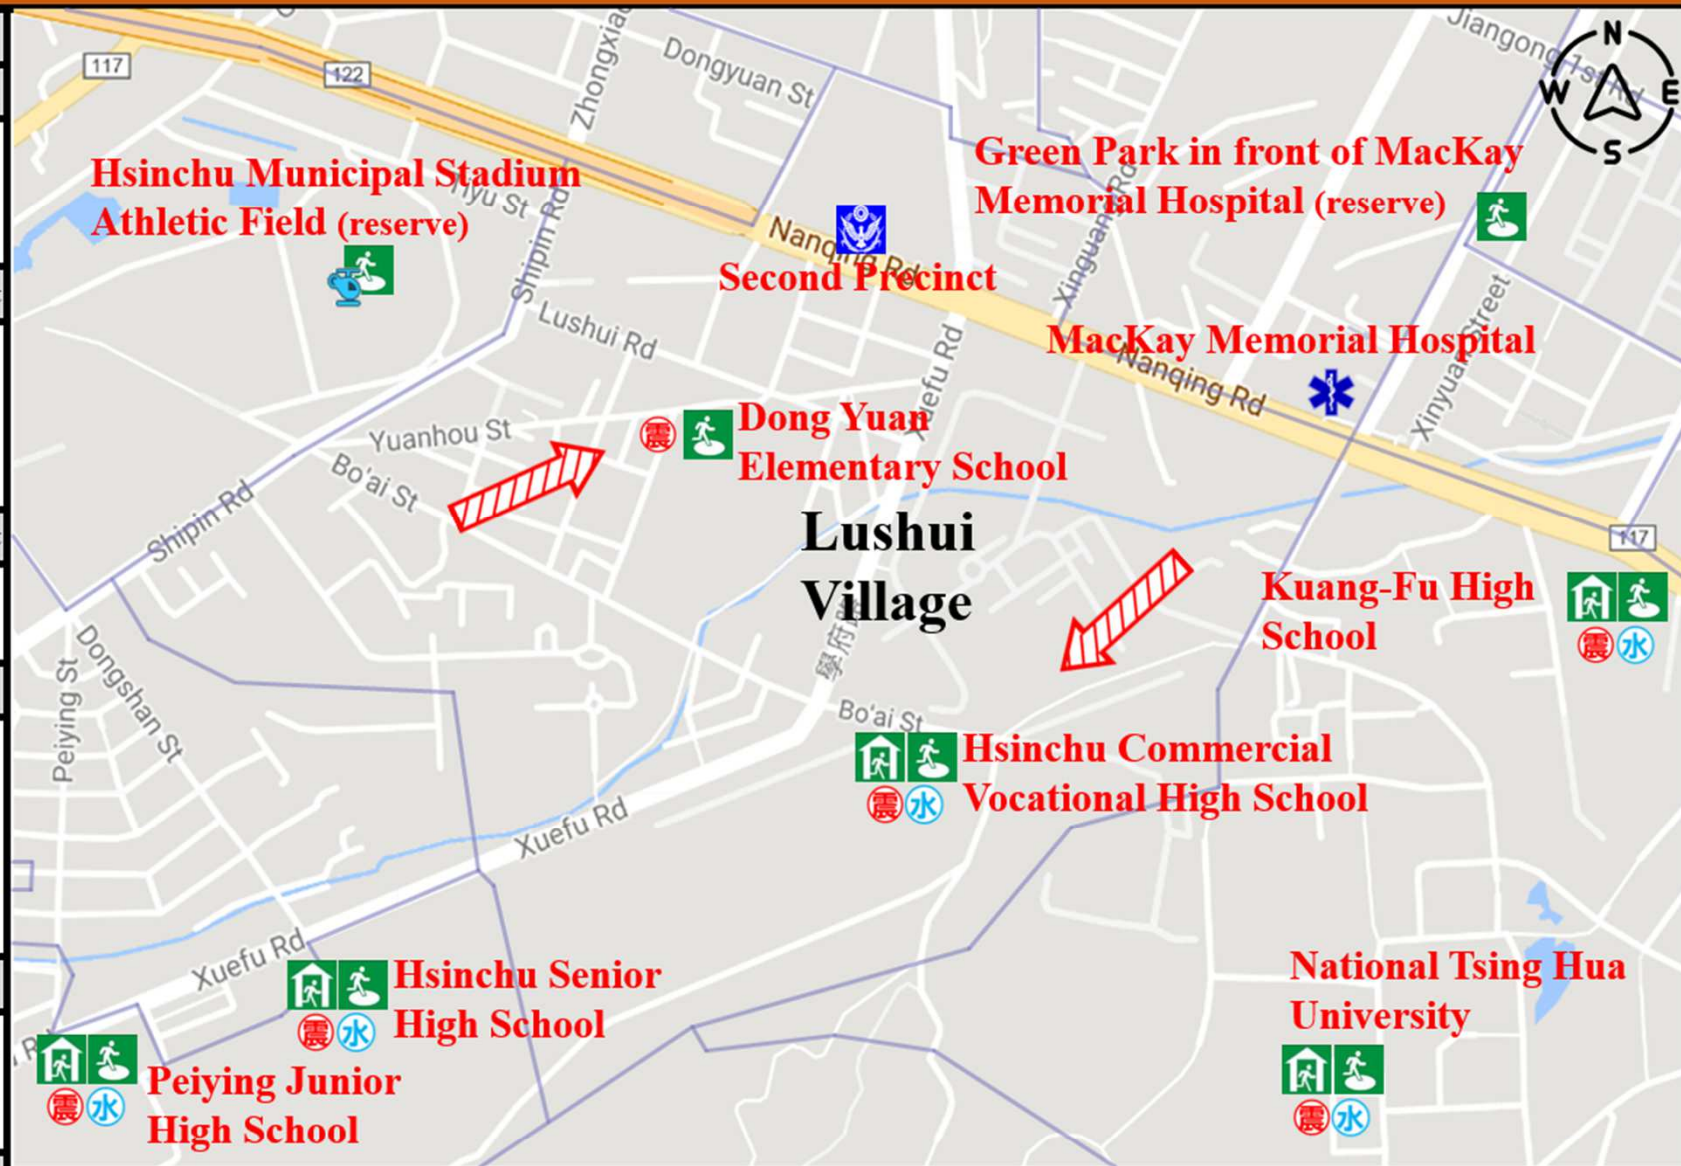 Zhongxiao
Dongyuan St
Jiangong 1st Rd
N
W
E
S
117
122
Hsinchu Municipal Stadium
Athletic Field (reserve)
Tiyu St
Shipin Rd
Green Park in front of MacKay
Memorial Hospital (reserve)
Xinguang Rd
Nanqing Rd
Second Precinct
Lushui Rd
Xuefu Rd
MacKay Memorial Hospital
Nanqing Rd
Xinyuan Street
Yuanhou St
Bo'ai St
震
Dong Yuan
Elementary School
Shipin Rd
Lushui
Village
117
Kuang-Fu High
School
震 水
學府路
Dongshan St
Peiying St
Bo'ai St
Hsinchu Commercial
Vocational High School
震 水
Xuefu Rd
Xuefu Rd
Hsinchu Senior
High School
震 水
National Tsing Hua
University
震 水
Peiying Junior
High School
震 水